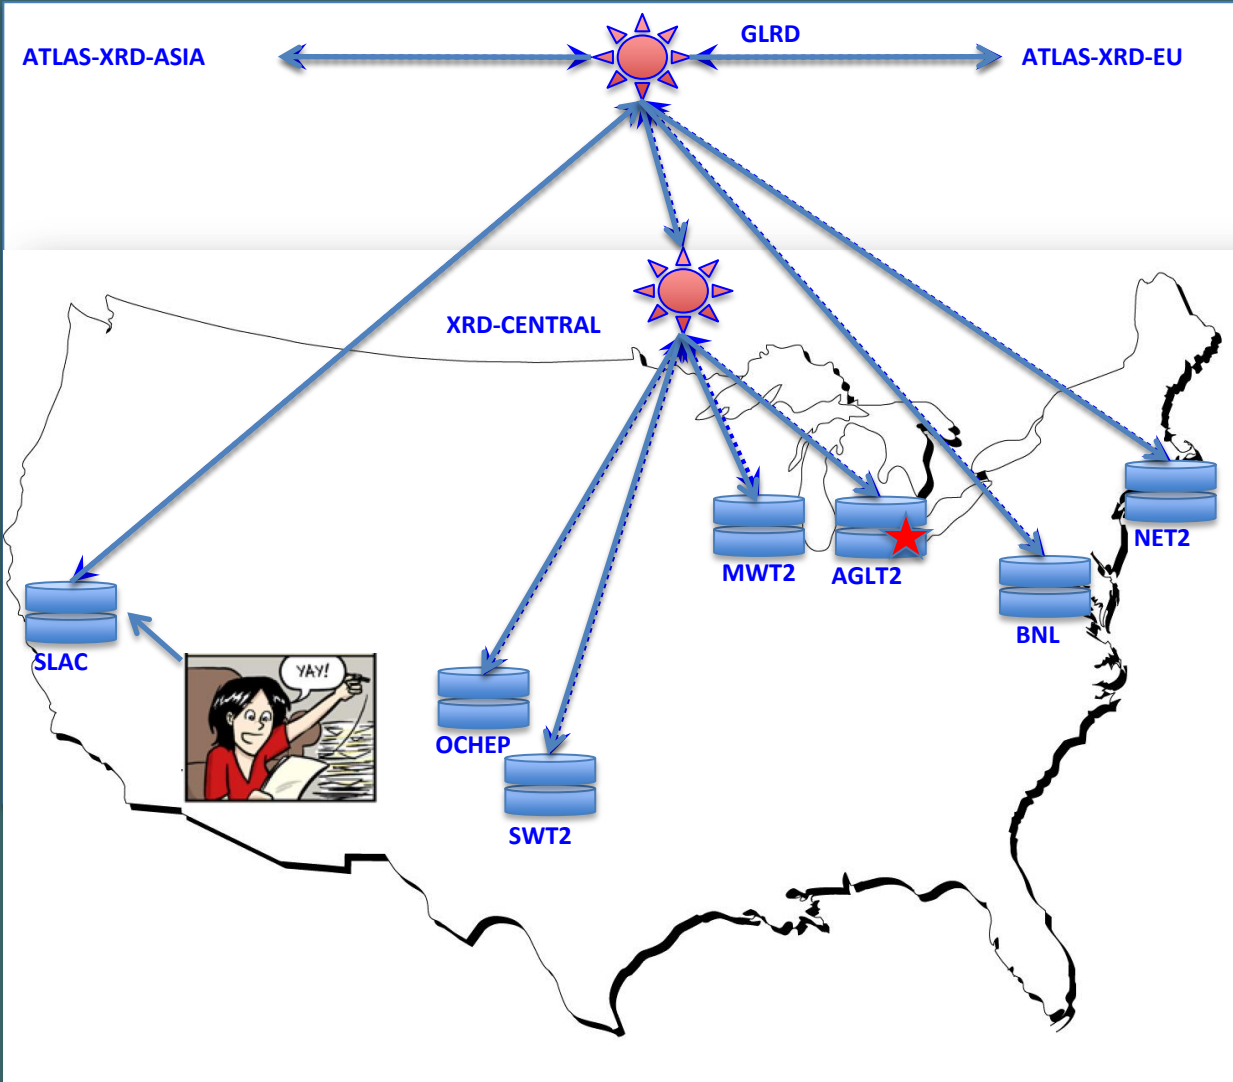 GLRD
ATLAS-XRD-ASIA
ATLAS-XRD-EU
XRD-CENTRAL
NET2
MWT2
AGLT2
BNL
SLAC
YAY!
OCHEP
SWT2